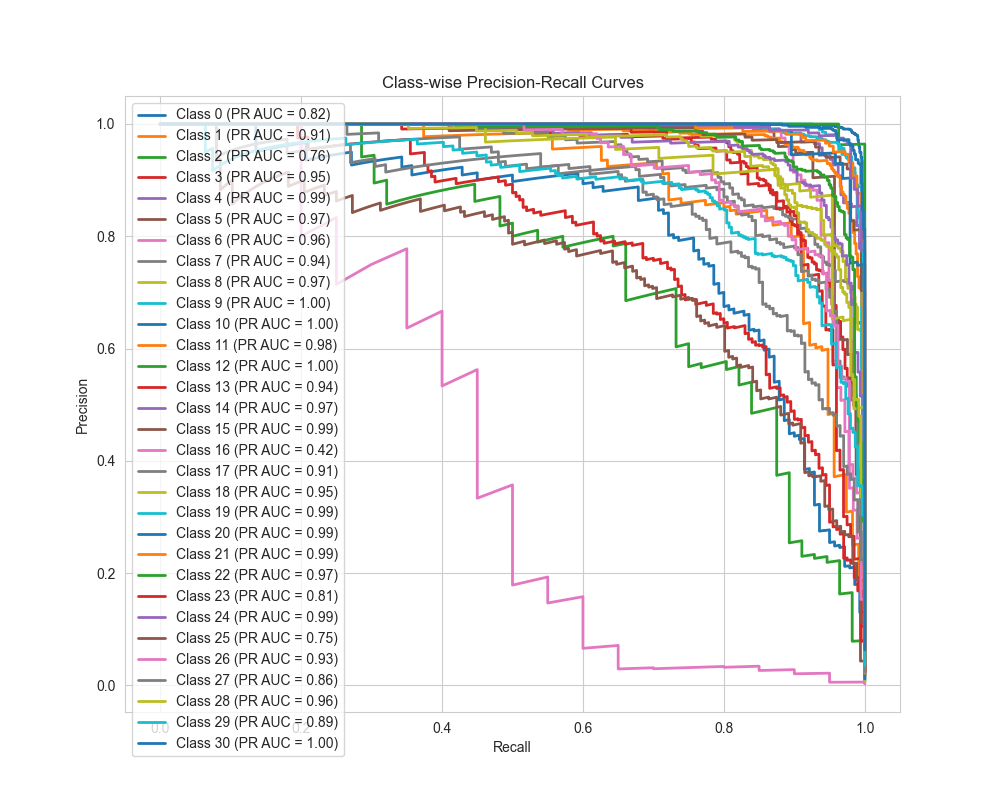 Class-wise Precision-Recall Curves
1.0
0.8
0.6
0.4
0.2
0.0
Precision
Class 0 (PR AUC = 0.82)
Class 1 (PR AUC = 0.91)
Class 2 (PR AUC = 0.76)
Class 3 (PR AUC = 0.95)
Class 4 (PR AUC = 0.99)
Class 5 (PR AUC = 0.97)
Class 6 (PR AUC = 0.96)
Class 7 (PR AUC = 0.94)
Class 8 (PR AUC = 0.97)
Class 9 (PR AUC = 1.00)
Class 10 (PR AUC = 1.00)
Class 11 (PR AUC = 0.98)
Class 12 (PR AUC = 1.00)
Class 13 (PR AUC = 0.94)
Class 14 (PR AUC = 0.97)
Class 15 (PR AUC = 0.99)
Class 16 (PR AUC = 0.42)
Class 17 (PR AUC = 0.91)
Class 18 (PR AUC = 0.95)
Class 19 (PR AUC = 0.99)
Class 20 (PR AUC = 0.99)
Class 21 (PR AUC = 0.99)
Class 22 (PR AUC = 0.97)
Class 23 (PR AUC = 0.81)
Class 24 (PR AUC = 0.99)
Class 25 (PR AUC = 0.75)
Class 26 (PR AUC = 0.93)
Class 27 (PR AUC = 0.86)
Class 28 (PR AUC = 0.96)
Class 29 (PR AUC = 0.89)
Class 30 (PR AUC = 1.00)
0.0 0.2 0.4 0.6 0.8 1.0
Recall